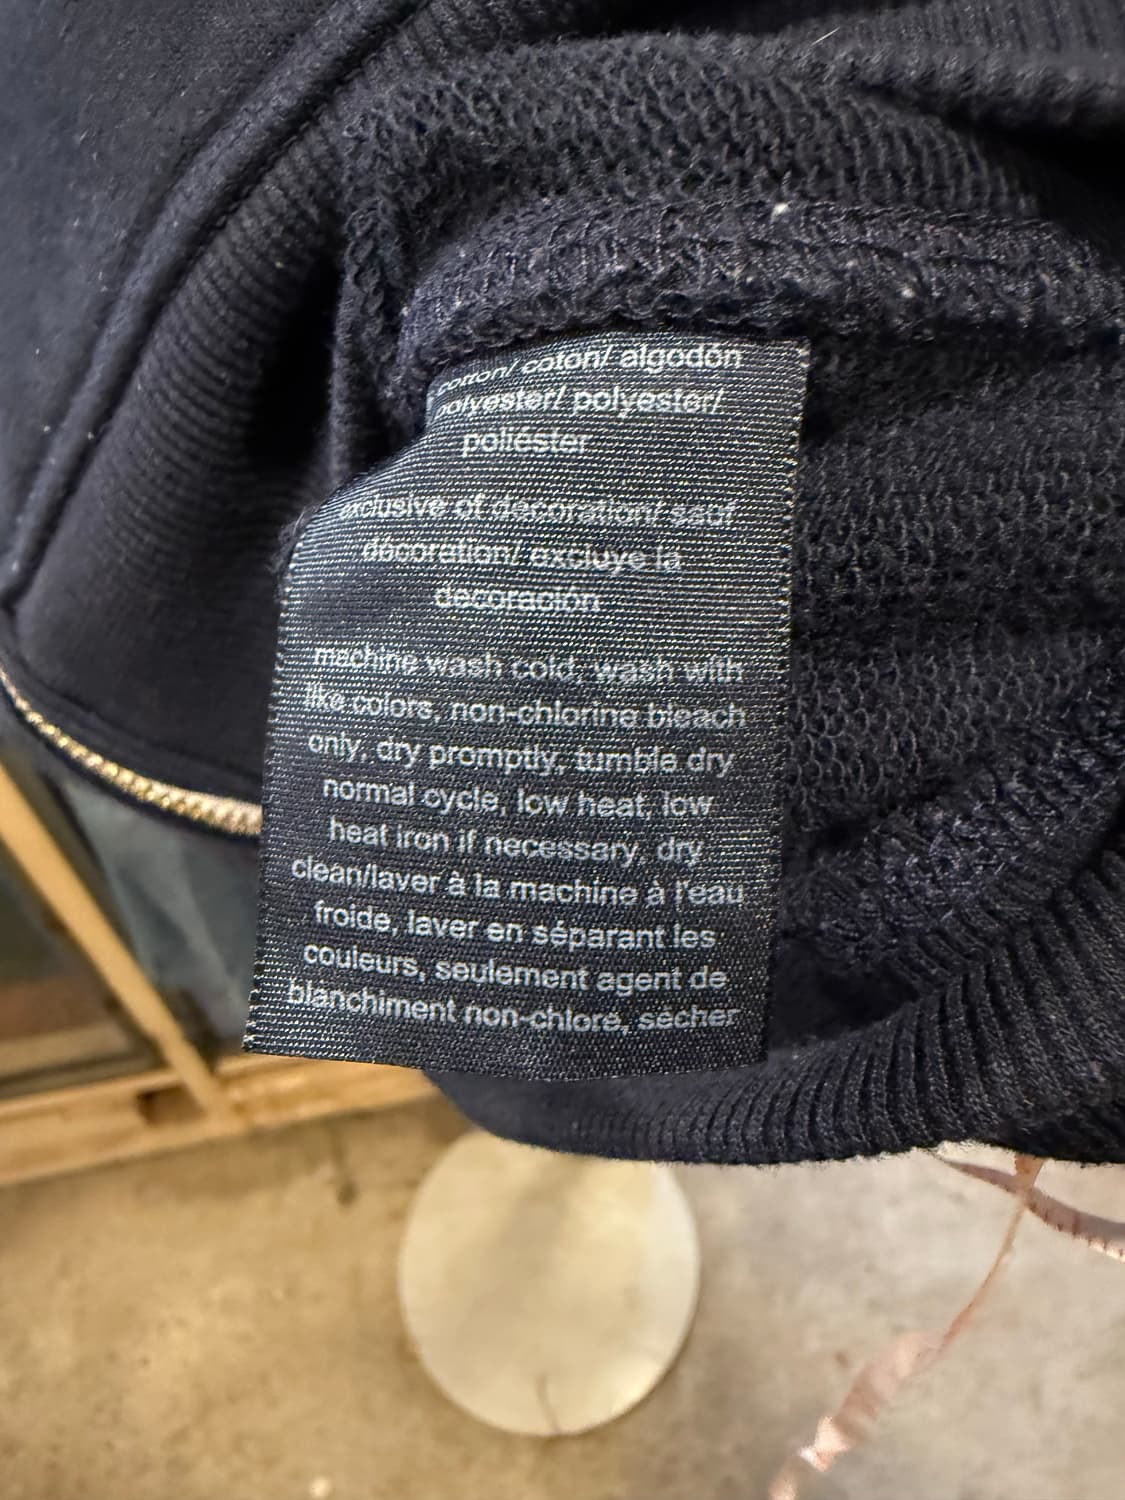 cotton/ coton/ algodón
polyester/ polyester/
poliéster
exclusive of decoration/ sauf
décoration/ excluye la
decoración
machine wash cold, wash with
like colors, non-chlorine bleach
only, dry promptly, tumble dry
normal cycle, low heat, low
heat iron if necessary, dry
clean/laver à la machine à l'eau
froide, laver en séparant les
couleurs, seulement agent de
blanchiment non-chloré, sécher